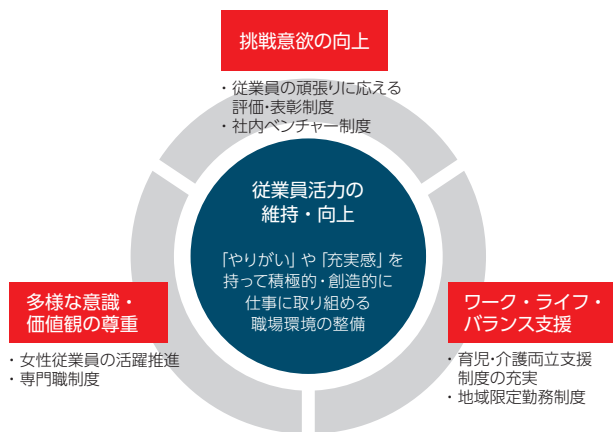 挑戦意欲の向上
・従業員の頑張りに応える
評価・表彰制度
・社内ベンチャー制度
従業員活力の
維持・向上
「やりがい」や「充実感」を
持って積極的・創造的に
仕事に取り組める
職場環境の整備
多様な意識・
価値観の尊重
・女性従業員の活躍推進
・専門職制度
ワーク・ライフ・
バランス支援
・育児・介護両立支援
制度の充実
・地域限定勤務制度